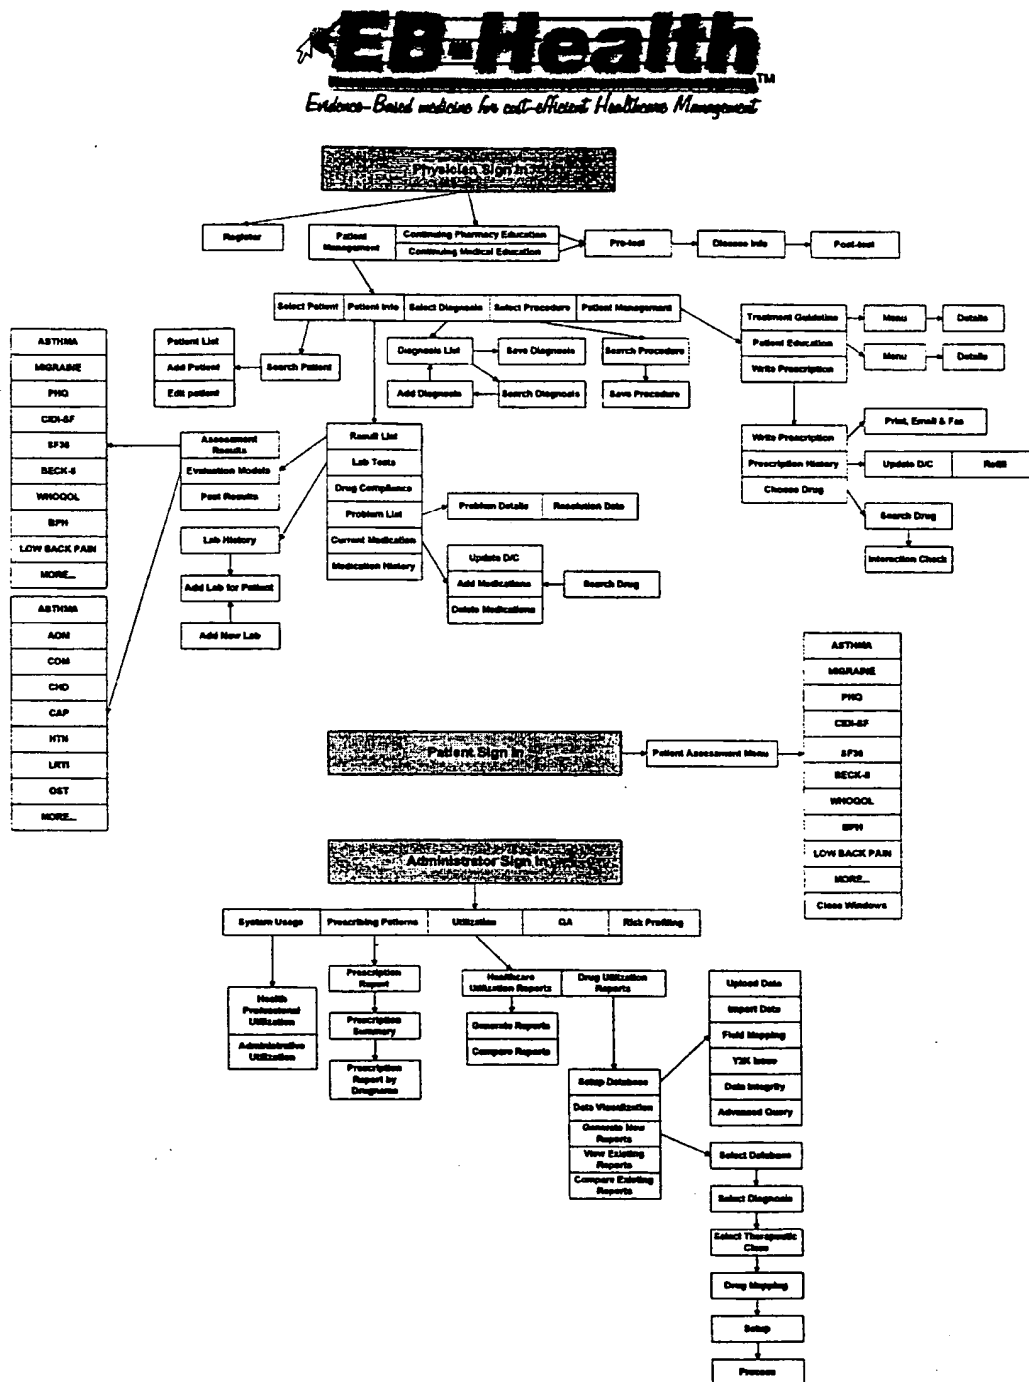 EB-Health
TM
Evidence-Based medicine for cost-efficient Healthcare Management
Physician Sign In
Register
Patient
Management
Continuing Pharmacy Education
Continuing Medical Education
Pre-test
Disease Info
Post-test
Select Patient
Patient Info
Select Diagnosis
Select Procedure
Patient Management
Treatment Guideline
Patient Education
Write Prescription
Menu
Details
Menu
Details
Patient List
Add Patient
Edit patient
Search Patient
Diagnosis List
Save Diagnosis
Add Diagnosis
Search Diagnosis
Search Procedure
Save Procedure
ASTHMA
MIGRAINE
PHQ
CIDI-SF
SF36
BECK-II
WHOQOL
BPH
LOW BACK PAIN
MORE...
Assessment
Results
Evaluation Models
Past Results
Lab History
Add Lab for Patient
Add New Lab
Result List
Lab Tests
Drug Compliance
Problem List
Current Medication
Medication History
Problem Details
Resolution Date
Update D/C
Add Medications
Delete Medications
Search Drug
Write Prescription
Prescription History
Choose Drug
Print, Email & Fax
Update D/C
Refill
Search Drug
Interaction Check
ASTHMA
AOM
COM
CHD
CAP
HTN
LRTI
OST
MORE...
Patient Sign In
Patient Assessment Menu
ASTHMA
MIGRAINE
PHQ
CIDI-SF
SF36
BECK-II
WHOQOL
BPH
LOW BACK PAIN
MORE...
Close Windows
Administrator Sign In
System Usage
Prescribing Patterns
Utilization
QA
Risk Profiling
Health
Professional
Utilization
Administrative
Utilization
Prescription
Report
Prescription
Summary
Prescription
Report by
Drugname
Healthcare
Utilization Reports
Drug Utilization
Reports
Generate Reports
Compare Reports
Setup Database
Data Visualization
Generate New
Reports
View Existing
Reports
Compare Existing
Reports
Upload Data
Import Data
Field Mapping
Y2K Issue
Data Integrity
Advanced Query
Select Database
Select Diagnosis
Select Therapeutic
Class
Drug Mapping
Setup
Process